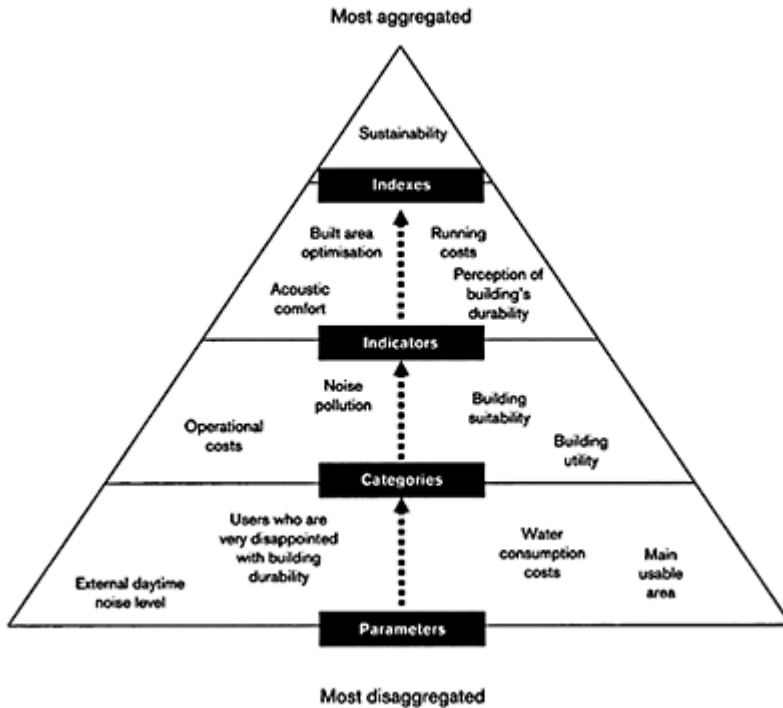 Most aggregated
Sustainability
Indexes
Built area
optimisation
Running
costs
Acoustic
comfort
Perception of
building's
durability
Indicators
Noise
pollution
Building
suitability
Operational
costs
Building
utility
Categories
Users who are
very disappointed
with building
durability
Water
consumption
costs
Main
usable
area
External daytime
noise level
Parameters
Most disaggregated